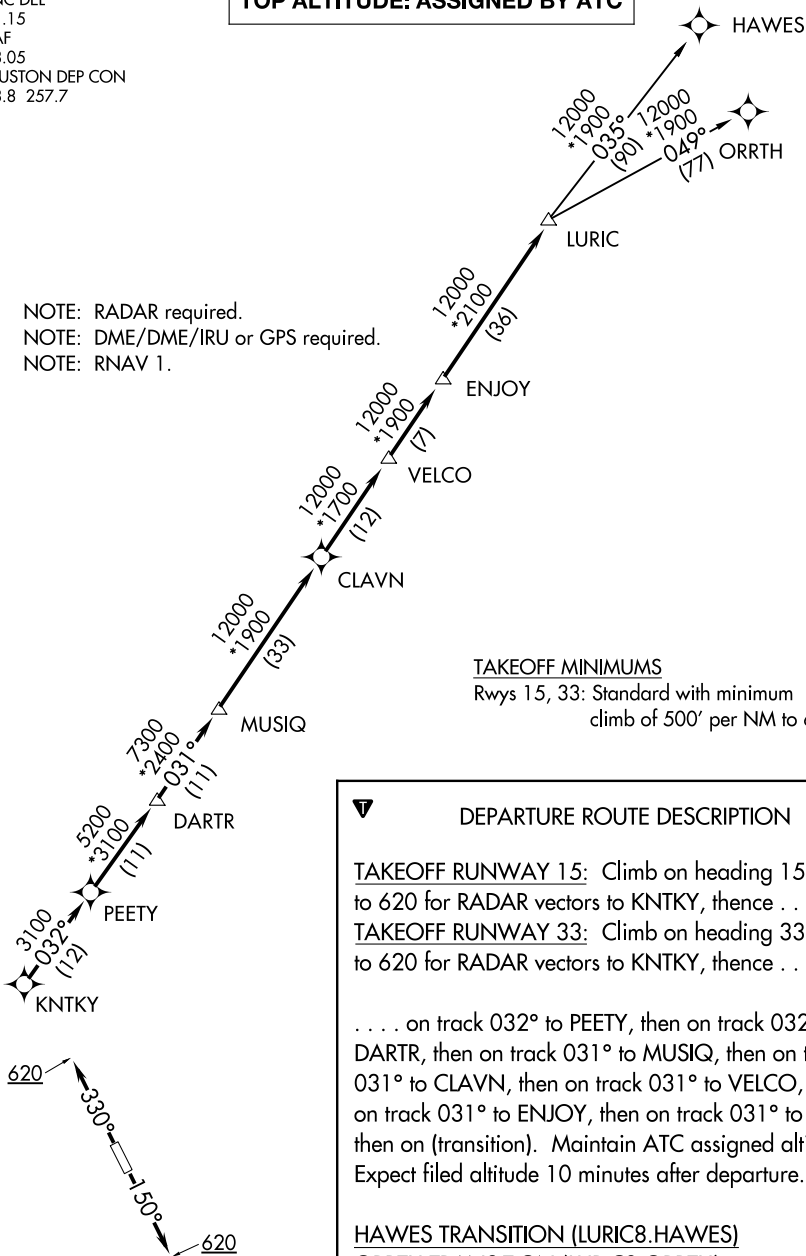 TOP ALTITUDE: ASSIGNED BY ATC
.15
AF
.05
USTON DEP CON
.8 257.7
HAWES
12000
*1900
035°
(90)
12000
*1900
049°
(77)
ORRTH
LURIC
12000
*2100
(36)
NOTE: RADAR required.
NOTE: DME/DME/IRU or GPS required.
NOTE: RNAV 1.
ENJOY
12000
*1900
(7)
VELCO
12000
*1700
(12)
CLAVN
12000
*1900
(33)
TAKEOFF MINIMUMS
Rwys 15, 33: Standard with minimum
climb of 500' per NM to
MUSIQ
7300
*2400
031°
(11)
DARTR
5200
*3100
(11)
PEETY
3100
032°
(12)
KNTKY
620
330°
150°
620
T
DEPARTURE ROUTE DESCRIPTION
TAKEOFF RUNWAY 15: Climb on heading 15
to 620 for RADAR vectors to KNTKY, thence . .
TAKEOFF RUNWAY 33: Climb on heading 33
to 620 for RADAR vectors to KNTKY, thence . .
. . . . on track 032° to PEETY, then on track 032
DARTR, then on track 031° to MUSIQ, then on t
031° to CLAVN, then on track 031° to VELCO,
on track 031° to ENJOY, then on track 031° to
then on (transition). Maintain ATC assigned alt
Expect filed altitude 10 minutes after departure.
HAWES TRANSITION (LURIC8.HAWES)